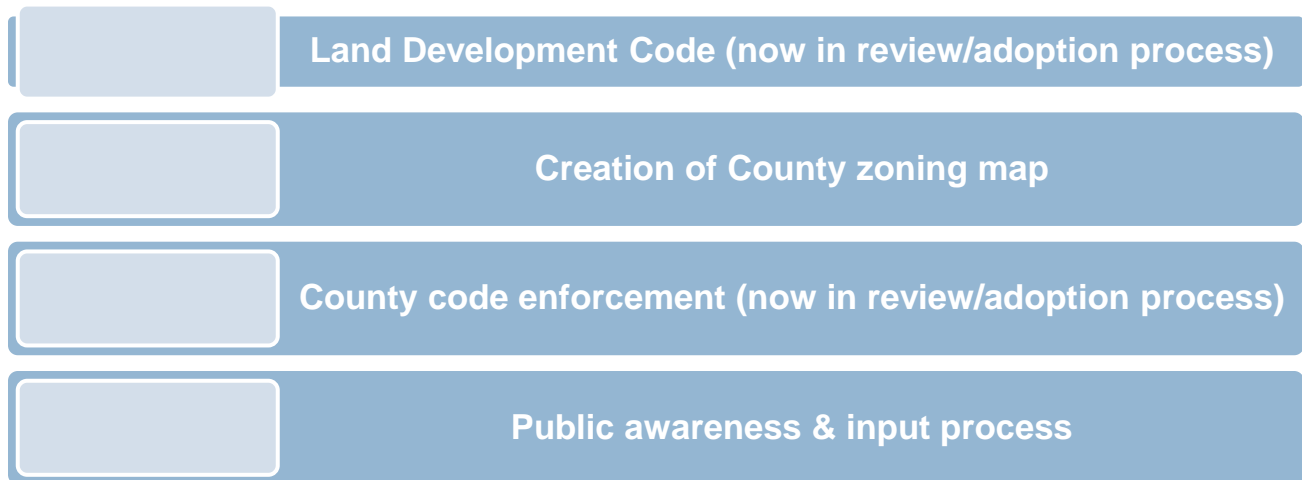 Land Development Code (now in review/adoption process)
Creation of County zoning map
County code enforcement (now in review/adoption process)
Public awareness & input process